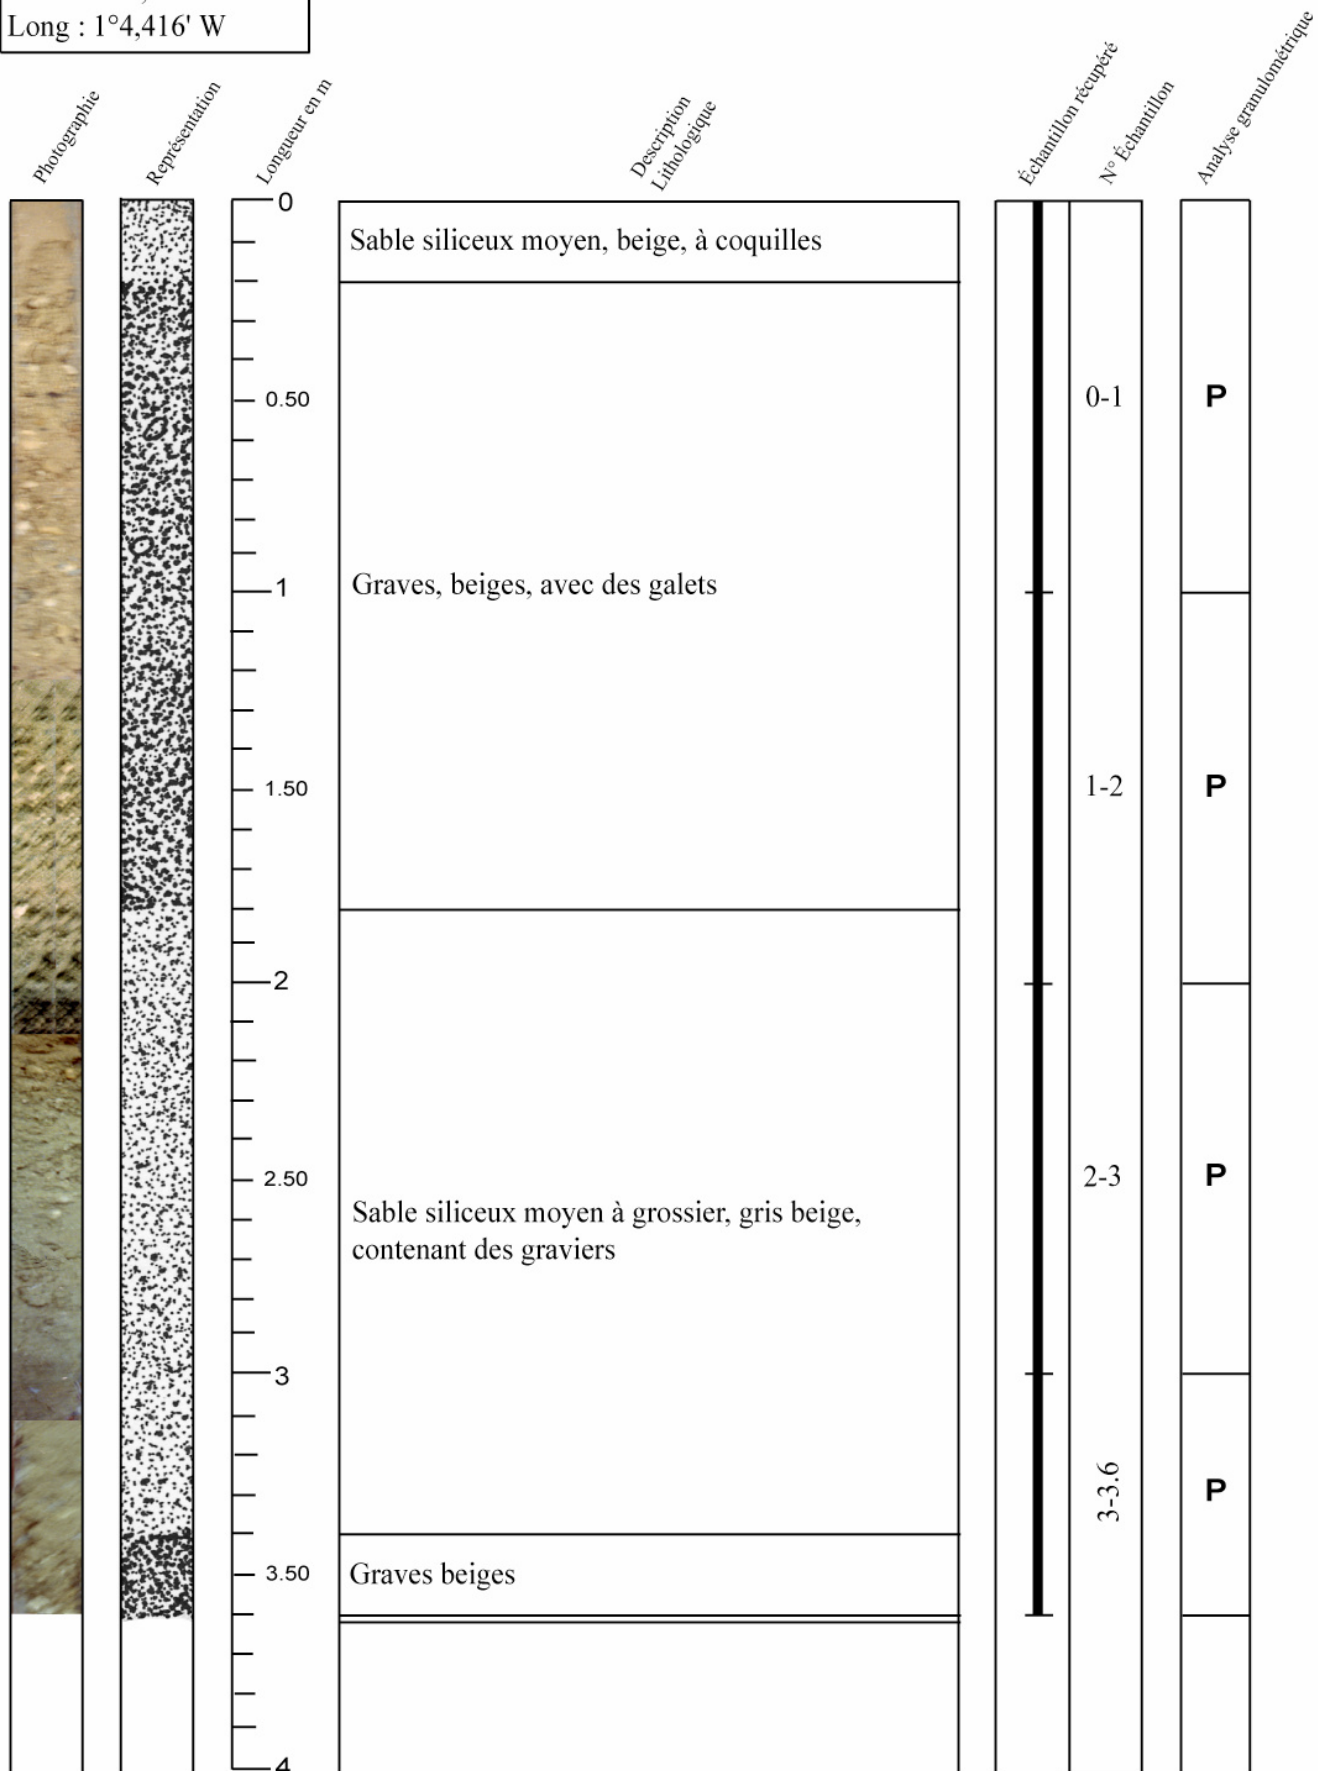 Long : 1°4,416' W
Photographie
Représentation
Longueur en m
Description
Lithologique
Échantillon récupéré
N° Échantillon
Analyse granulométrique
0
Sable siliceux moyen, beige, à coquilles
0.50
0-1
P
1
Graves, beiges, avec des galets
1.50
1-2
P
2
2.50
2-3
P
Sable siliceux moyen à grossier, gris beige,
contenant des graviers
3
3-3.6
P
3.50
Graves beiges
4